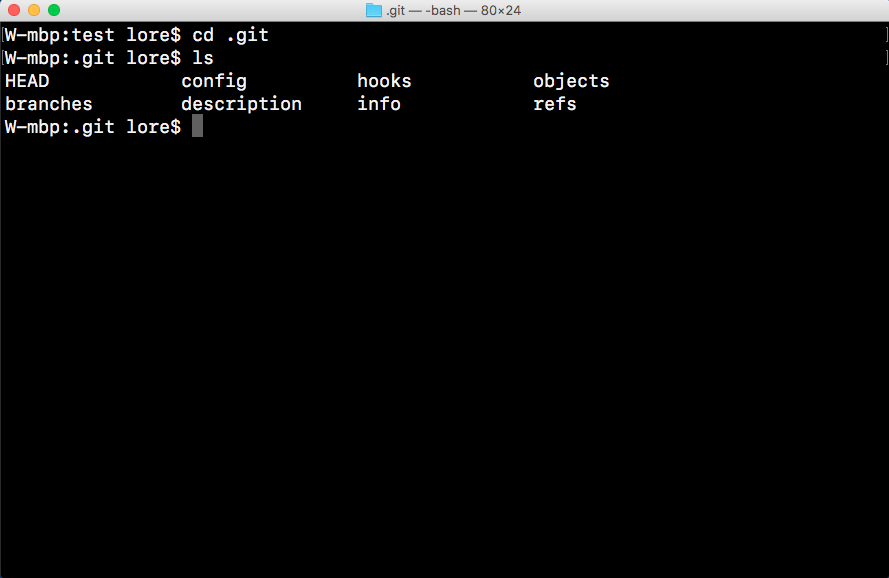 .git — -bash — 80×24
W-mbp:test lore$ cd .git
W-mbp:.git lore$ ls
HEAD config hooks objects
branches description info refs
W-mbp:.git lore$